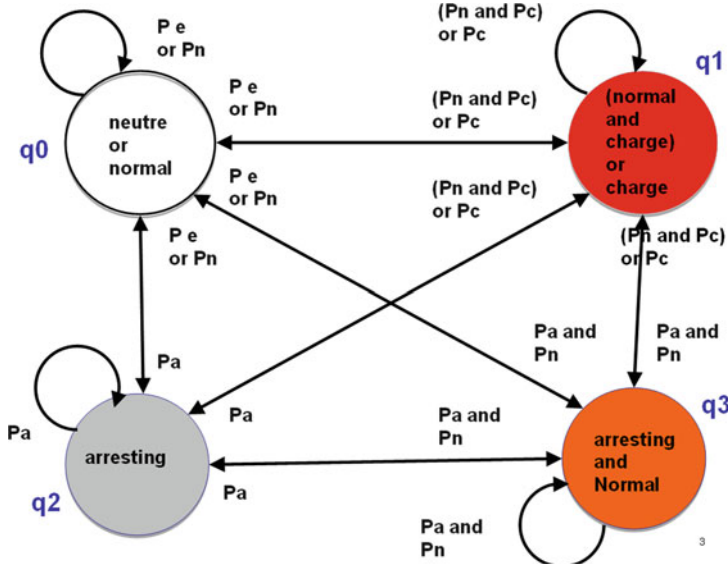 P e
or Pn
(Pn and Pc)
or Pc
q1
P e
or Pn
(Pn and Pc)
or Pc
(normal
and
charge)
or
charge
q0
neutre
or
normal
P e
or Pn
(Pn and Pc)
or Pc
P e
or Pn
(Pn and Pc)
or Pc
Pa
Pa and
Pn
Pa and
Pn
q3
Pa
Pa
Pa and
Pn
arresting
arresting
and
Normal
q2
Pa
Pa and
Pn
3